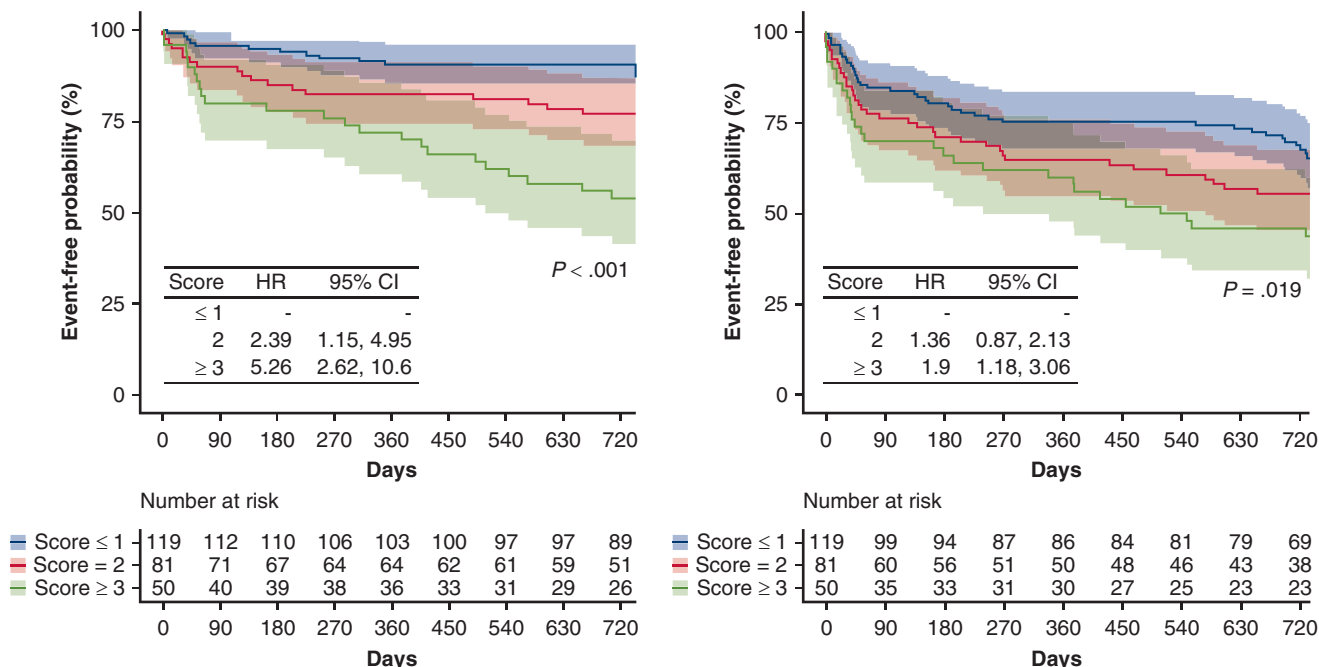 100
75
50
25
0
Event-free probability (%)
P < .001
Score HR 95% CI
≤ 1 - -
2 2.39 1.15, 4.95
≥ 3 5.26 2.62, 10.6
0 90 180 270 360 450 540 630 720
Days
Number at risk
Score ≤ 1 119 112 110 106 103 100 97 97 89
Score = 2 81 71 67 64 64 62 61 59 51
Score ≥ 3 50 40 39 38 36 33 31 29 26
0 90 180 270 360 450 540 630 720
Days
100
75
50
25
0
Event-free probability (%)
P = .019
Score HR 95% CI
≤ 1 - -
2 1.36 0.87, 2.13
≥ 3 1.9 1.18, 3.06
0 90 180 270 360 450 540 630 720
Days
Number at risk
Score ≤ 1 119 99 94 87 86 84 81 79 69
Score = 2 81 60 56 51 50 48 46 43 38
Score ≥ 3 50 35 33 31 30 27 25 23 23
0 90 180 270 360 450 540 630 720
Days